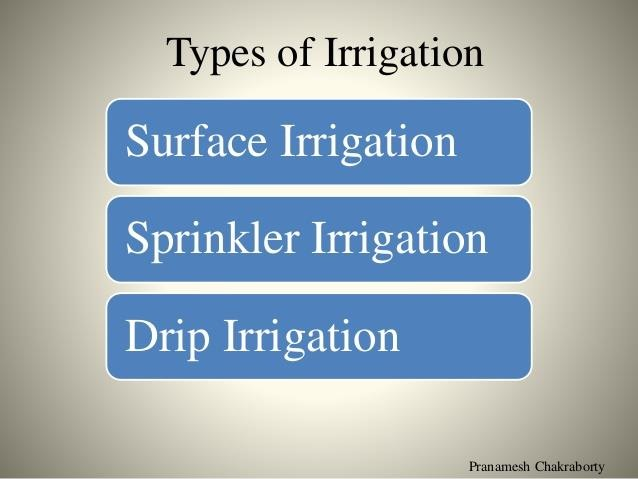 Types of Irrigation
Surface Irrigation
Sprinkler Irrigation
Drip Irrigation
Pranamesh Chakraborty